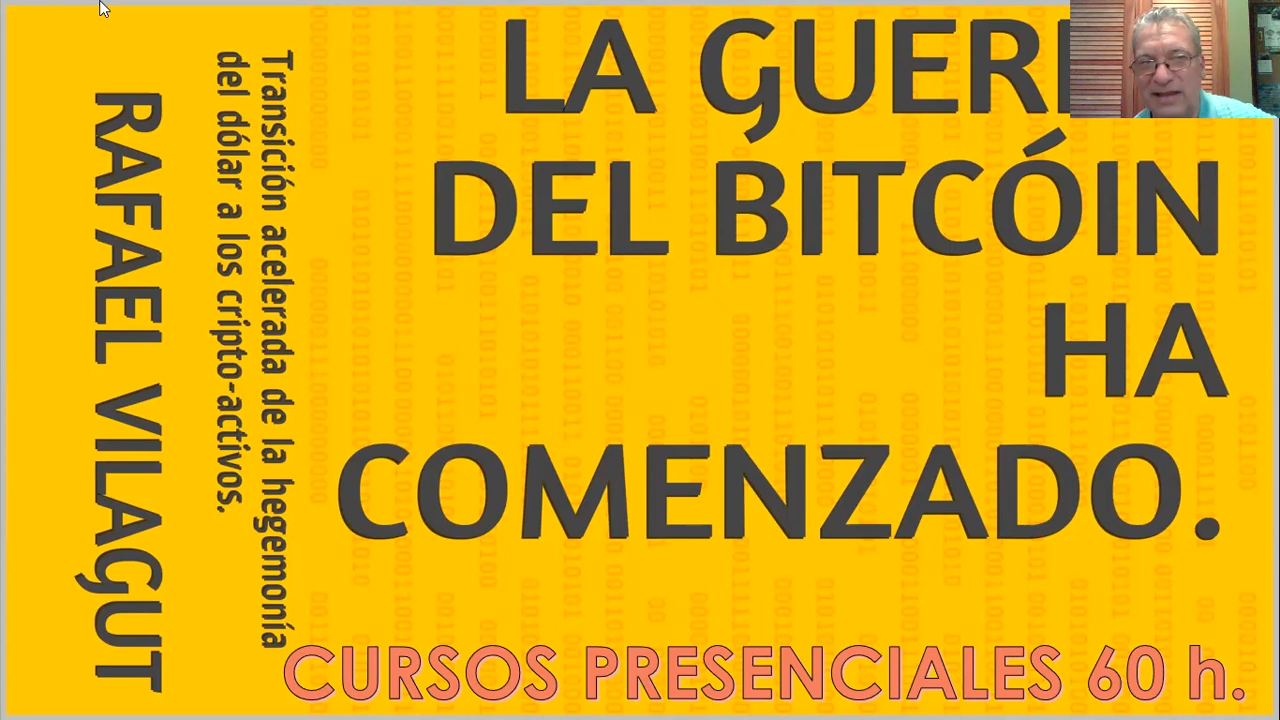 LA GUER
DEL BITCÓIN
HA
COMENZADO.
Transición acelerada de la hegemonía
del dólar a los cripto-activos.
RAFAEL VILAGUT
CURSOS PRESENCIALES 60 h.